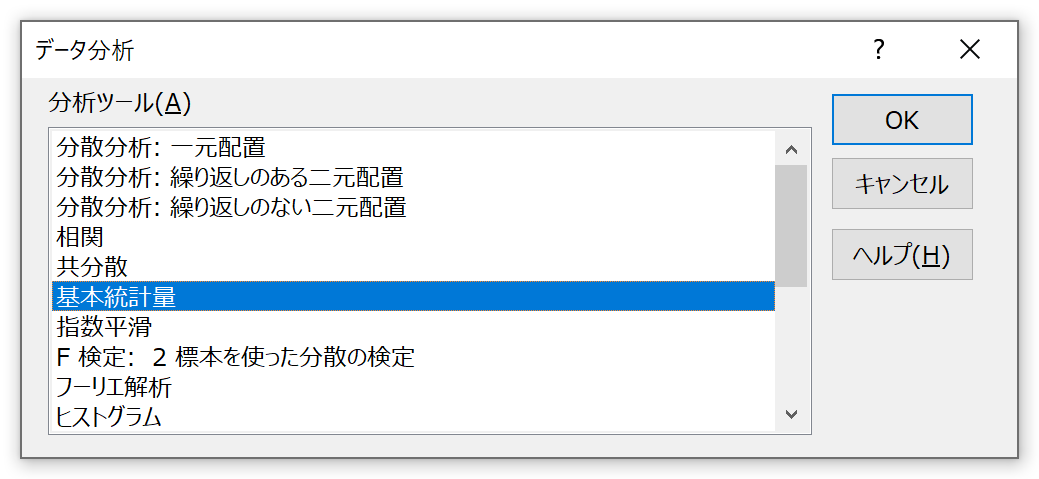 データ分析
?
分析ツール(A)
分散分析: 一元配置
分散分析: 繰り返しのある二元配置
分散分析: 繰り返しのない二元配置
相関
共分散
基本統計量
指数平滑
F 検定: 2 標本を使った分散の検定
フーリエ解析
ヒストグラム
OK
キャンセル
ヘルプ(H)